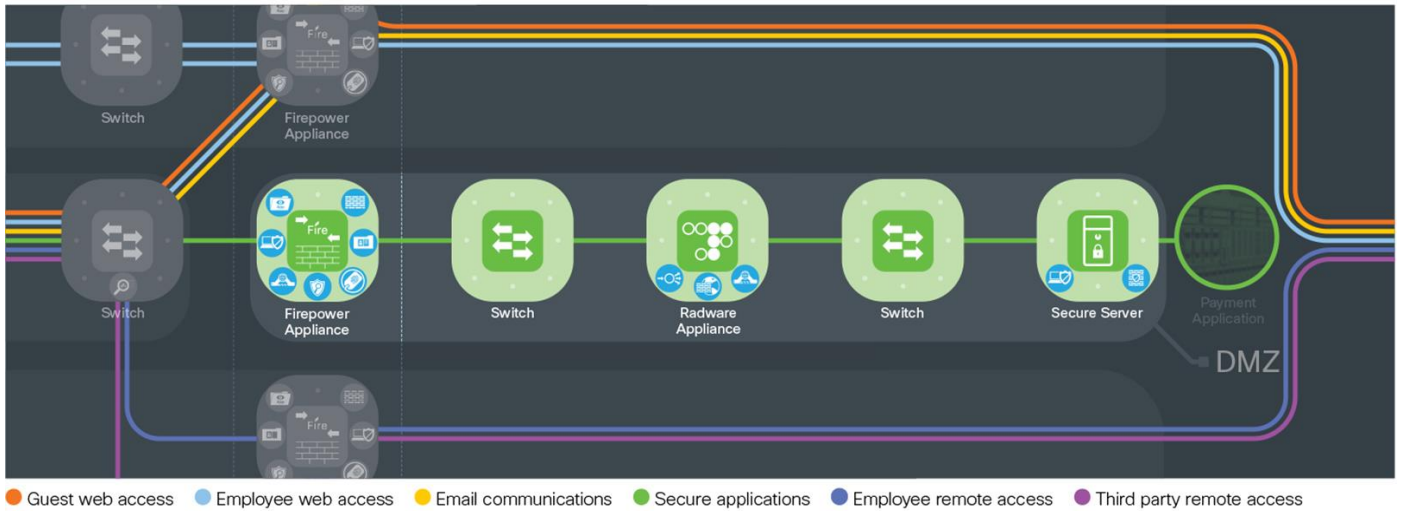 Fire
Switch
Firepower
Appliance
Fire
Switch
Firepower
Appliance
Switch
Radware
Appliance
Switch
Secure Server
Payment
Application
DMZ
Fire
Guest web access
Employee web access
Email communications
Secure applications
Employee remote access
Third party remote access